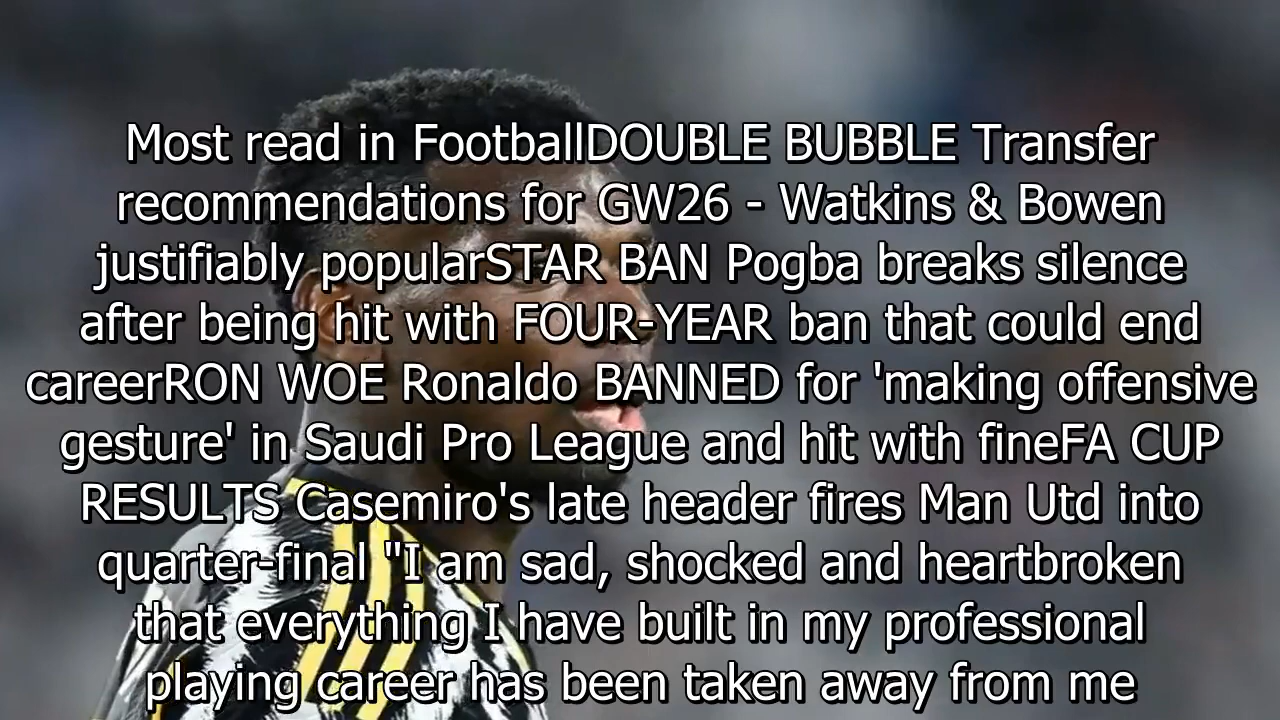 Most read in FootballDOUBLE BUBBLE Transfer
recommendations for GW26 - Watkins & Bowen
justifiably popularSTAR BAN Pogba breaks silence
after being hit with FOUR-YEAR ban that could end
careerRON WOE Ronaldo BANNED for 'making offensive
gesture' in Saudi Pro League and hit with fineFA CUP
RESULTS Casemiro's late header fires Man Utd into
quarter-final "I am sad, shocked and heartbroken
that everything I have built in my professional
playing career has been taken away from me